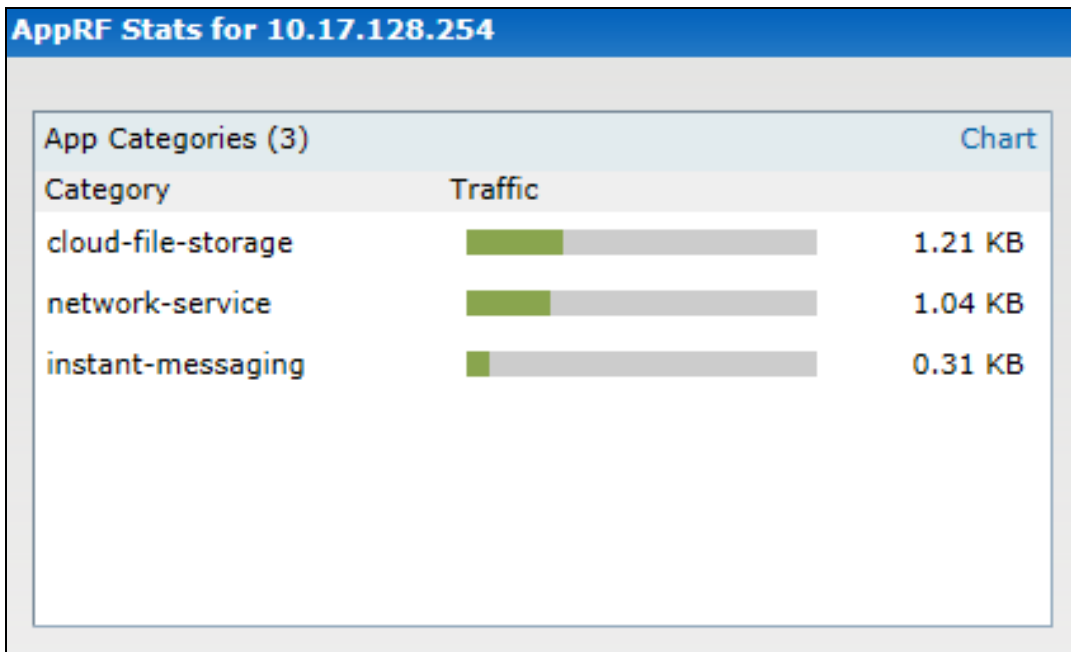 AppRF Stats for 10.17.128.254
App Categories (3) Chart
Category Traffic
cloud-file-storage 1.21 KB
network-service 1.04 KB
instant-messaging 0.31 KB